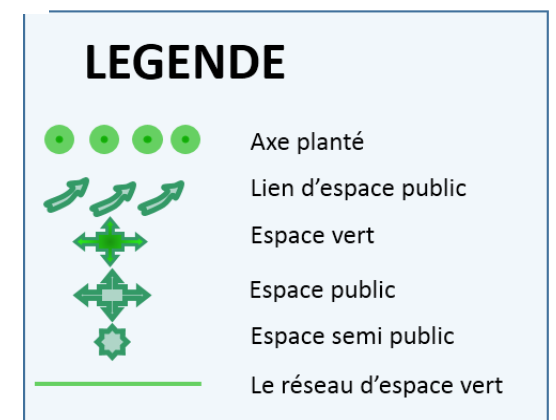 LEGENDE
Axe planté
Lien d’espace public
Espace vert
Espace public
Espace semi public
Le réseau d’espace vert